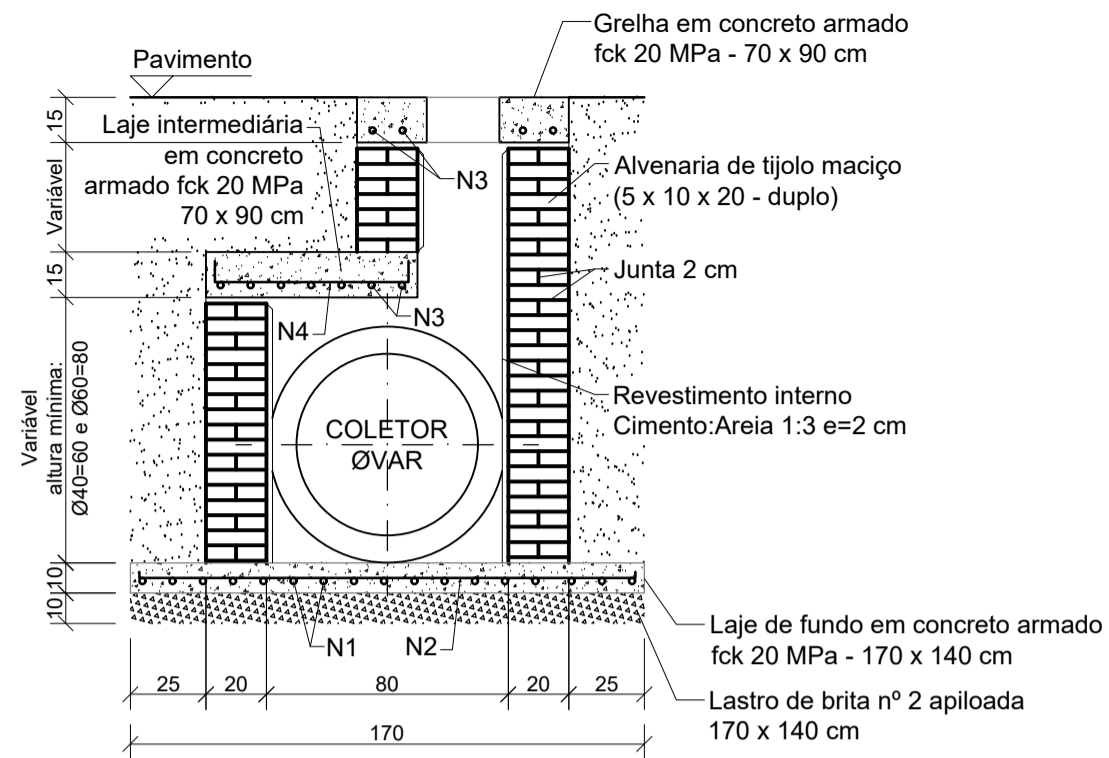 Grelha em concreto armado
fck 20 MPa - 70 x 90 cm
Pavimento
15
Laje intermediária
em concreto
armado fck 20 MPa
70 x 90 cm
Variável
N3
Alvenaria de tijolo maciço
(5 x 10 x 20 - duplo)
15
Junta 2 cm
N3
N4
Variável
altura mínima:
Ø40=60 e Ø60=80
Revestimento interno
Cimento:Areia 1:3 e=2 cm
COLETOR
ØVAR
10
10
N1
N2
Laje de fundo em concreto armado
fck 20 MPa - 170 x 140 cm
25
20
80
20
25
Lastro de brita nº 2 apiloada
170 x 140 cm
170